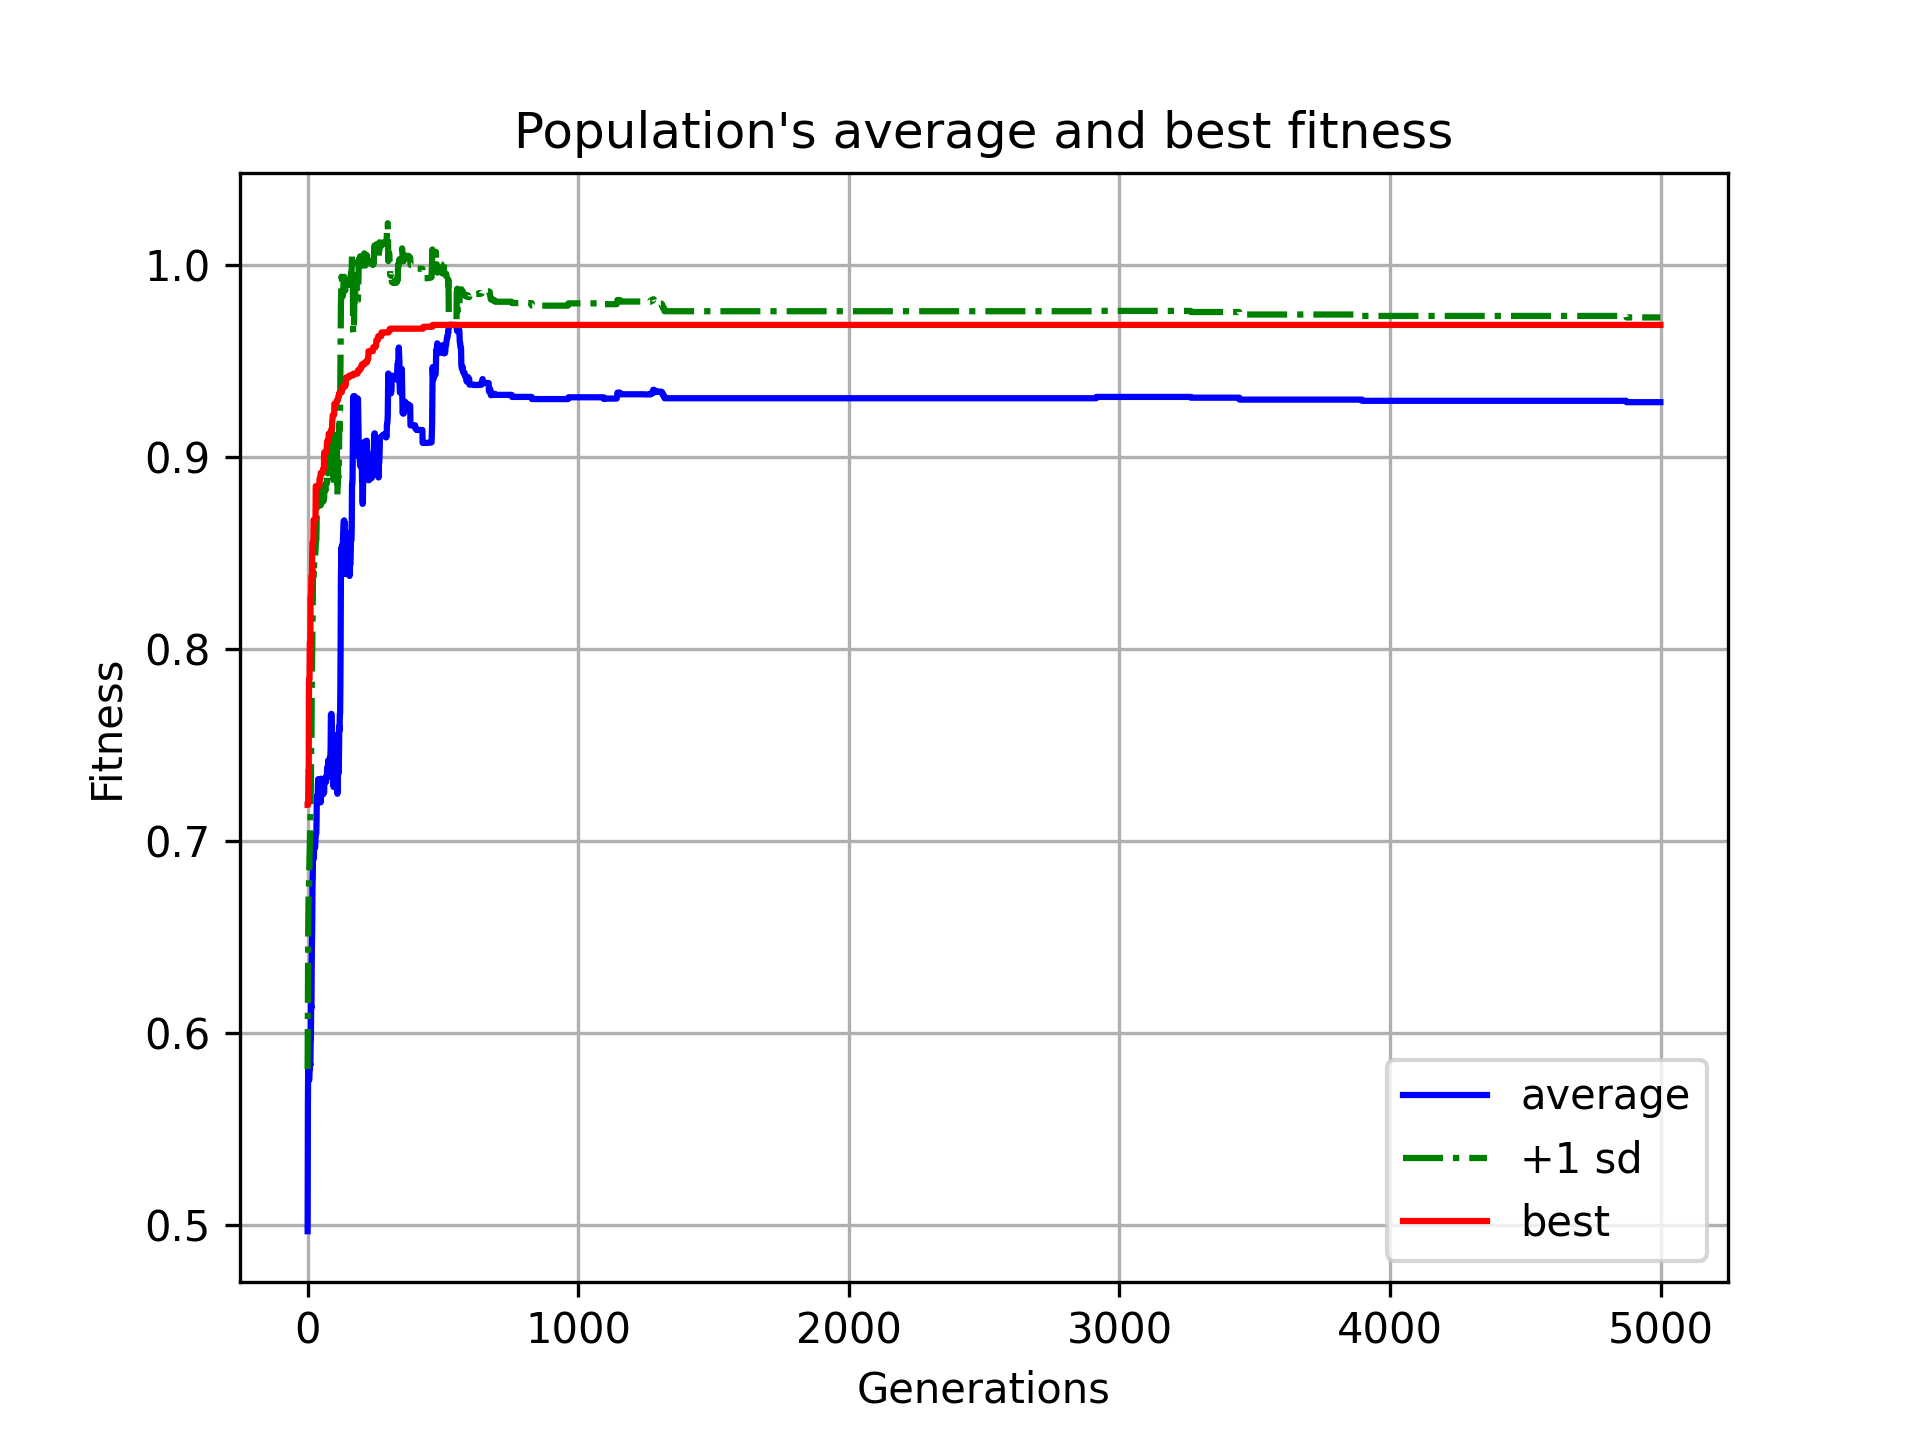 Population's average and best fitness
Fitness
1.0
0.9
0.8
0.7
0.6
0.5
average
+1 sd
best
0 1000 2000 3000 4000 5000
Generations